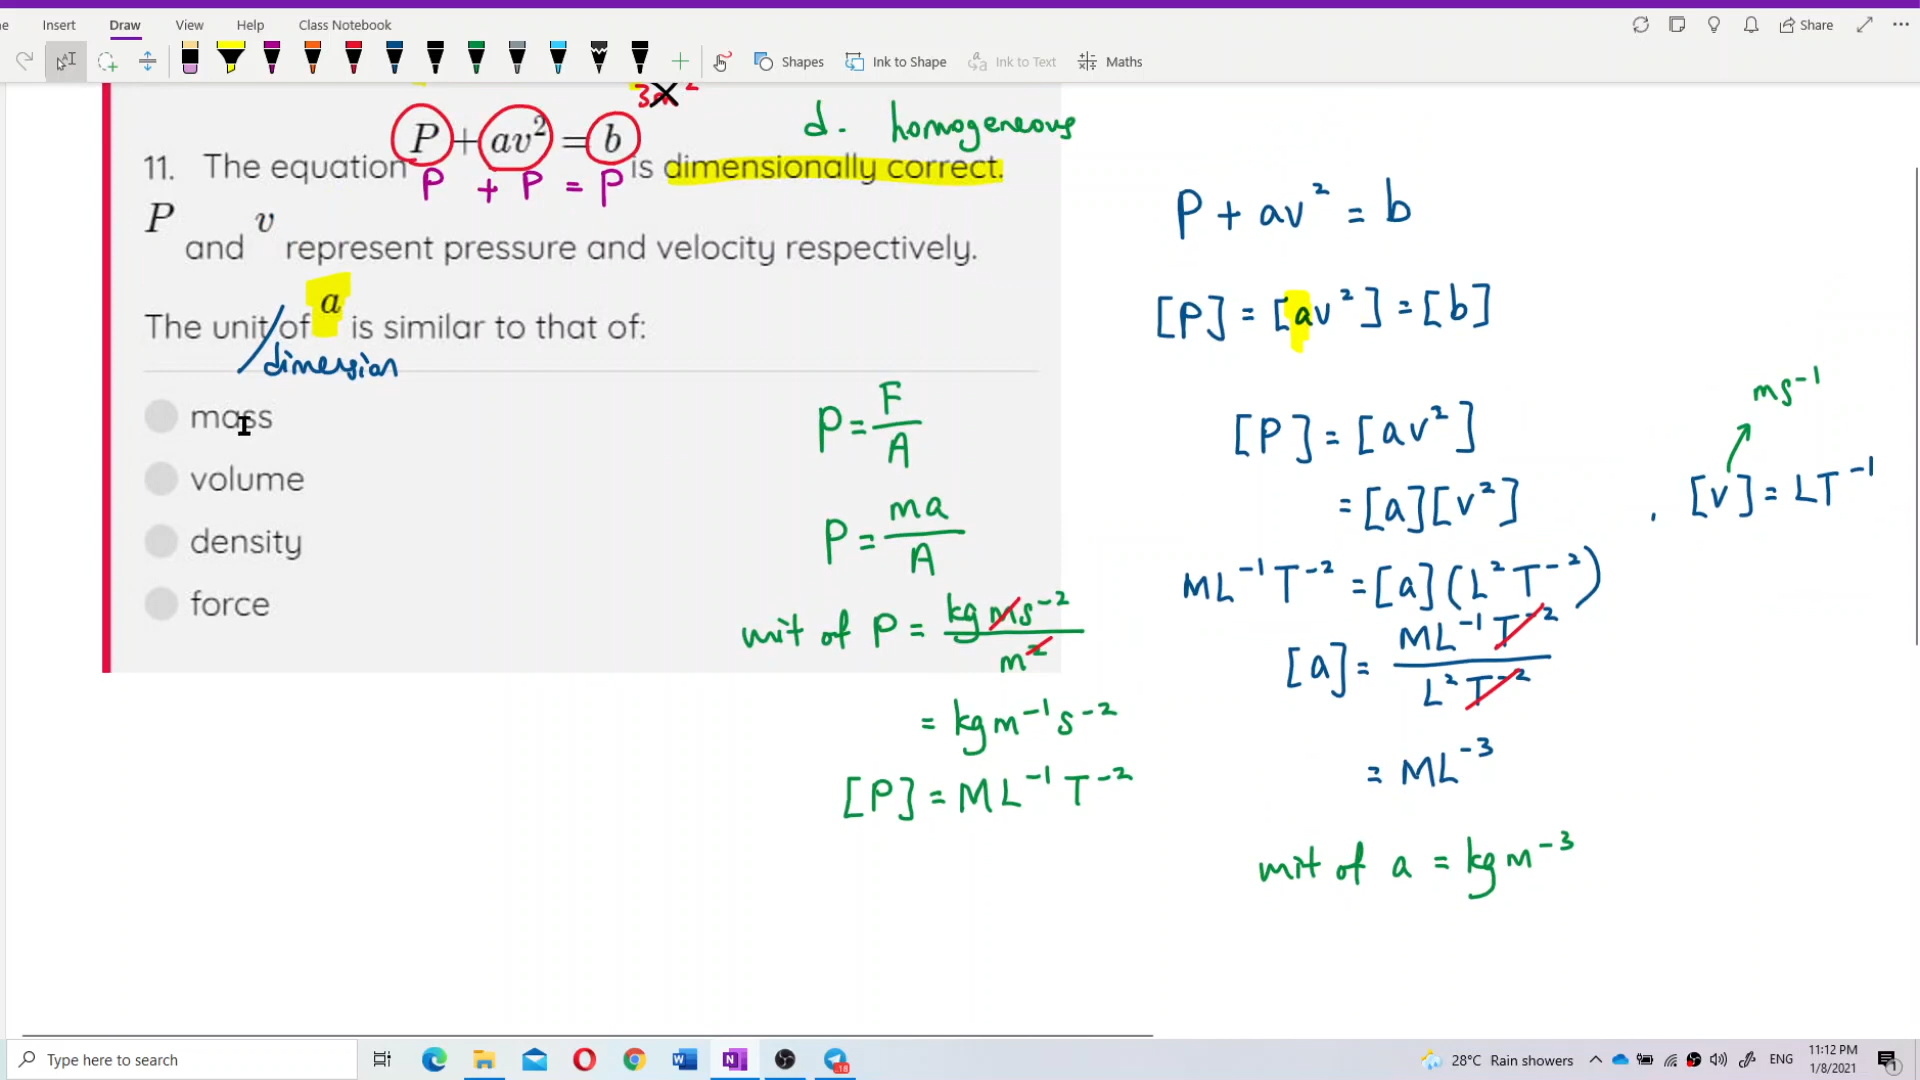 Insert Draw View Help Class Notebook
Share
Shapes Ink to Shape Ink to Text Maths
d. homogeneous
P + av² = b
11. The equation is dimensionally correct.
P + P = P
P and v represent pressure and velocity respectively.
The unit of a is similar to that of:
dimension
mass
volume
density
force
P = F/A
P = ma/A
unit of P = kg ms⁻²/m²
= kgm⁻¹s⁻²
[P] = ML⁻¹T⁻²
P + av² = b
[P] = [av²] = [b]
[P] = [av²]
= [a][v²]
ms⁻¹
[v] = LT⁻¹
ML⁻¹T⁻² = [a](L²T⁻²)
[a] = ML⁻¹T⁻²/L²T⁻²
= ML⁻³
unit of a = kgm⁻³
Type here to search
28°C Rain showers
ENG
11:12 PM
1/8/2021